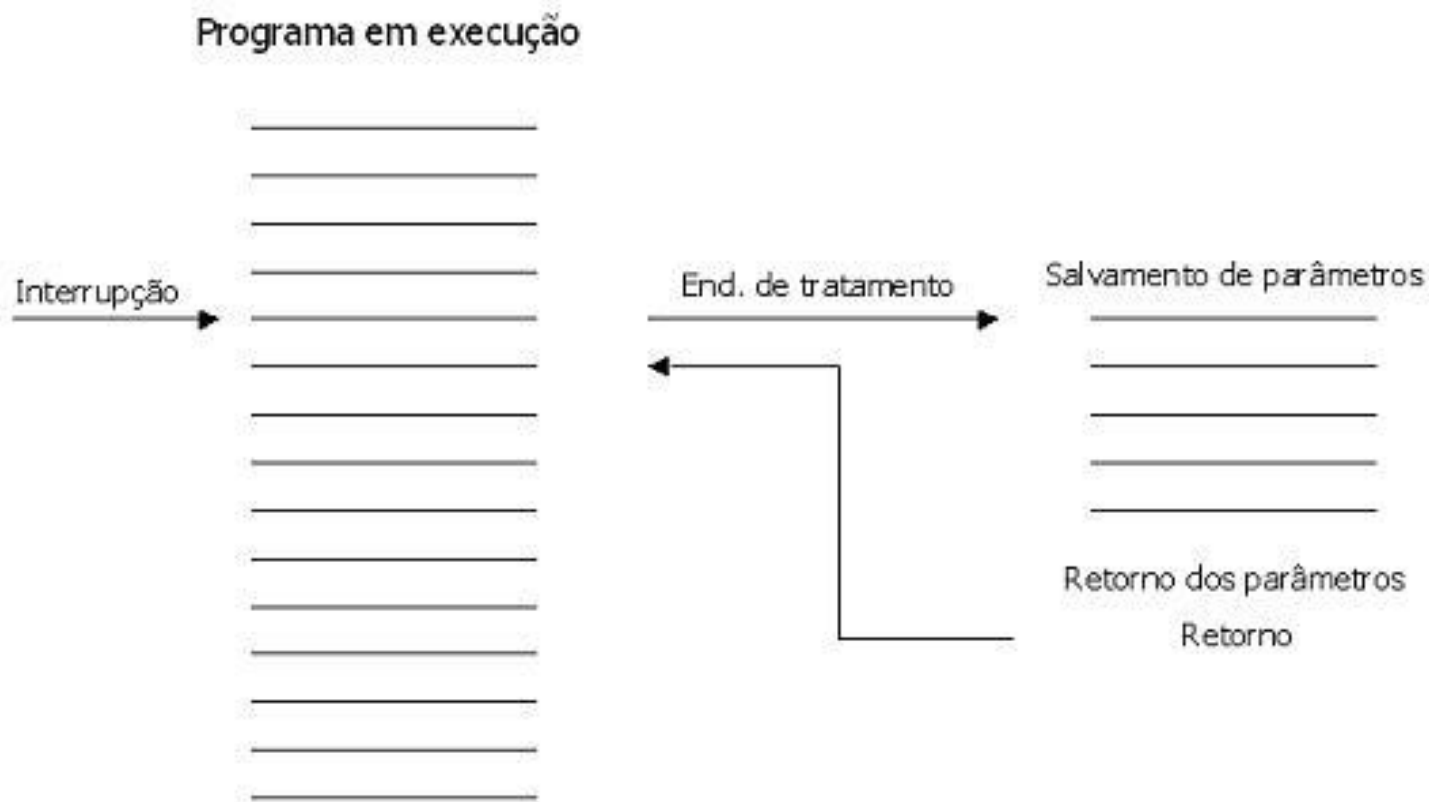 Programa em execução
Interrupção
End. de tratamento
Salvamento de parâmetros
Retorno dos parâmetros
Retorno